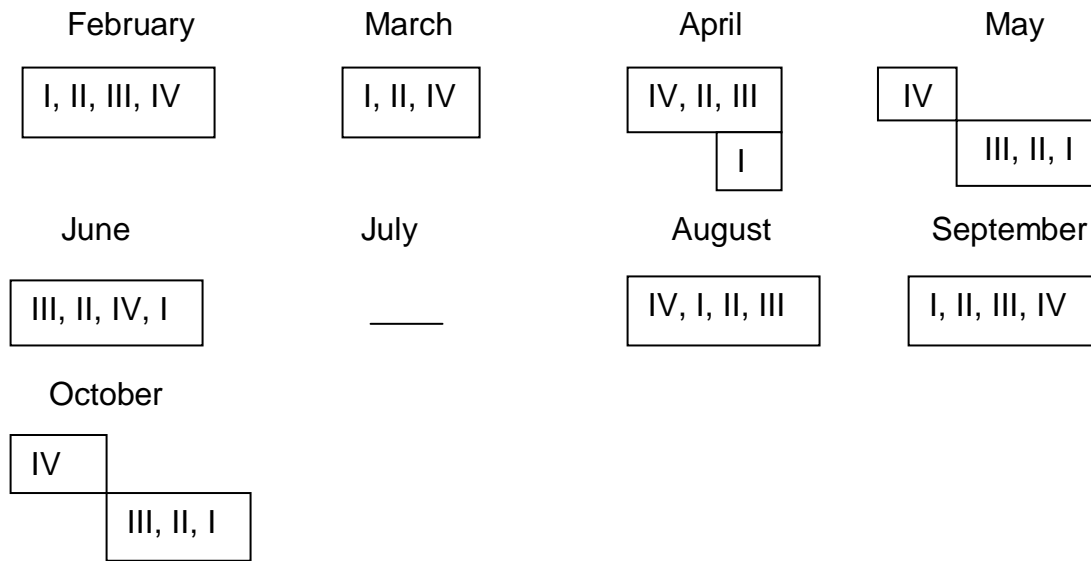 February March April May
I, II, III, IV I, II, IV IV, II, III IV
I III, II, I
June July August September
III, II, IV, I IV, I, II, III I, II, III, IV
October
IV
III, II, I